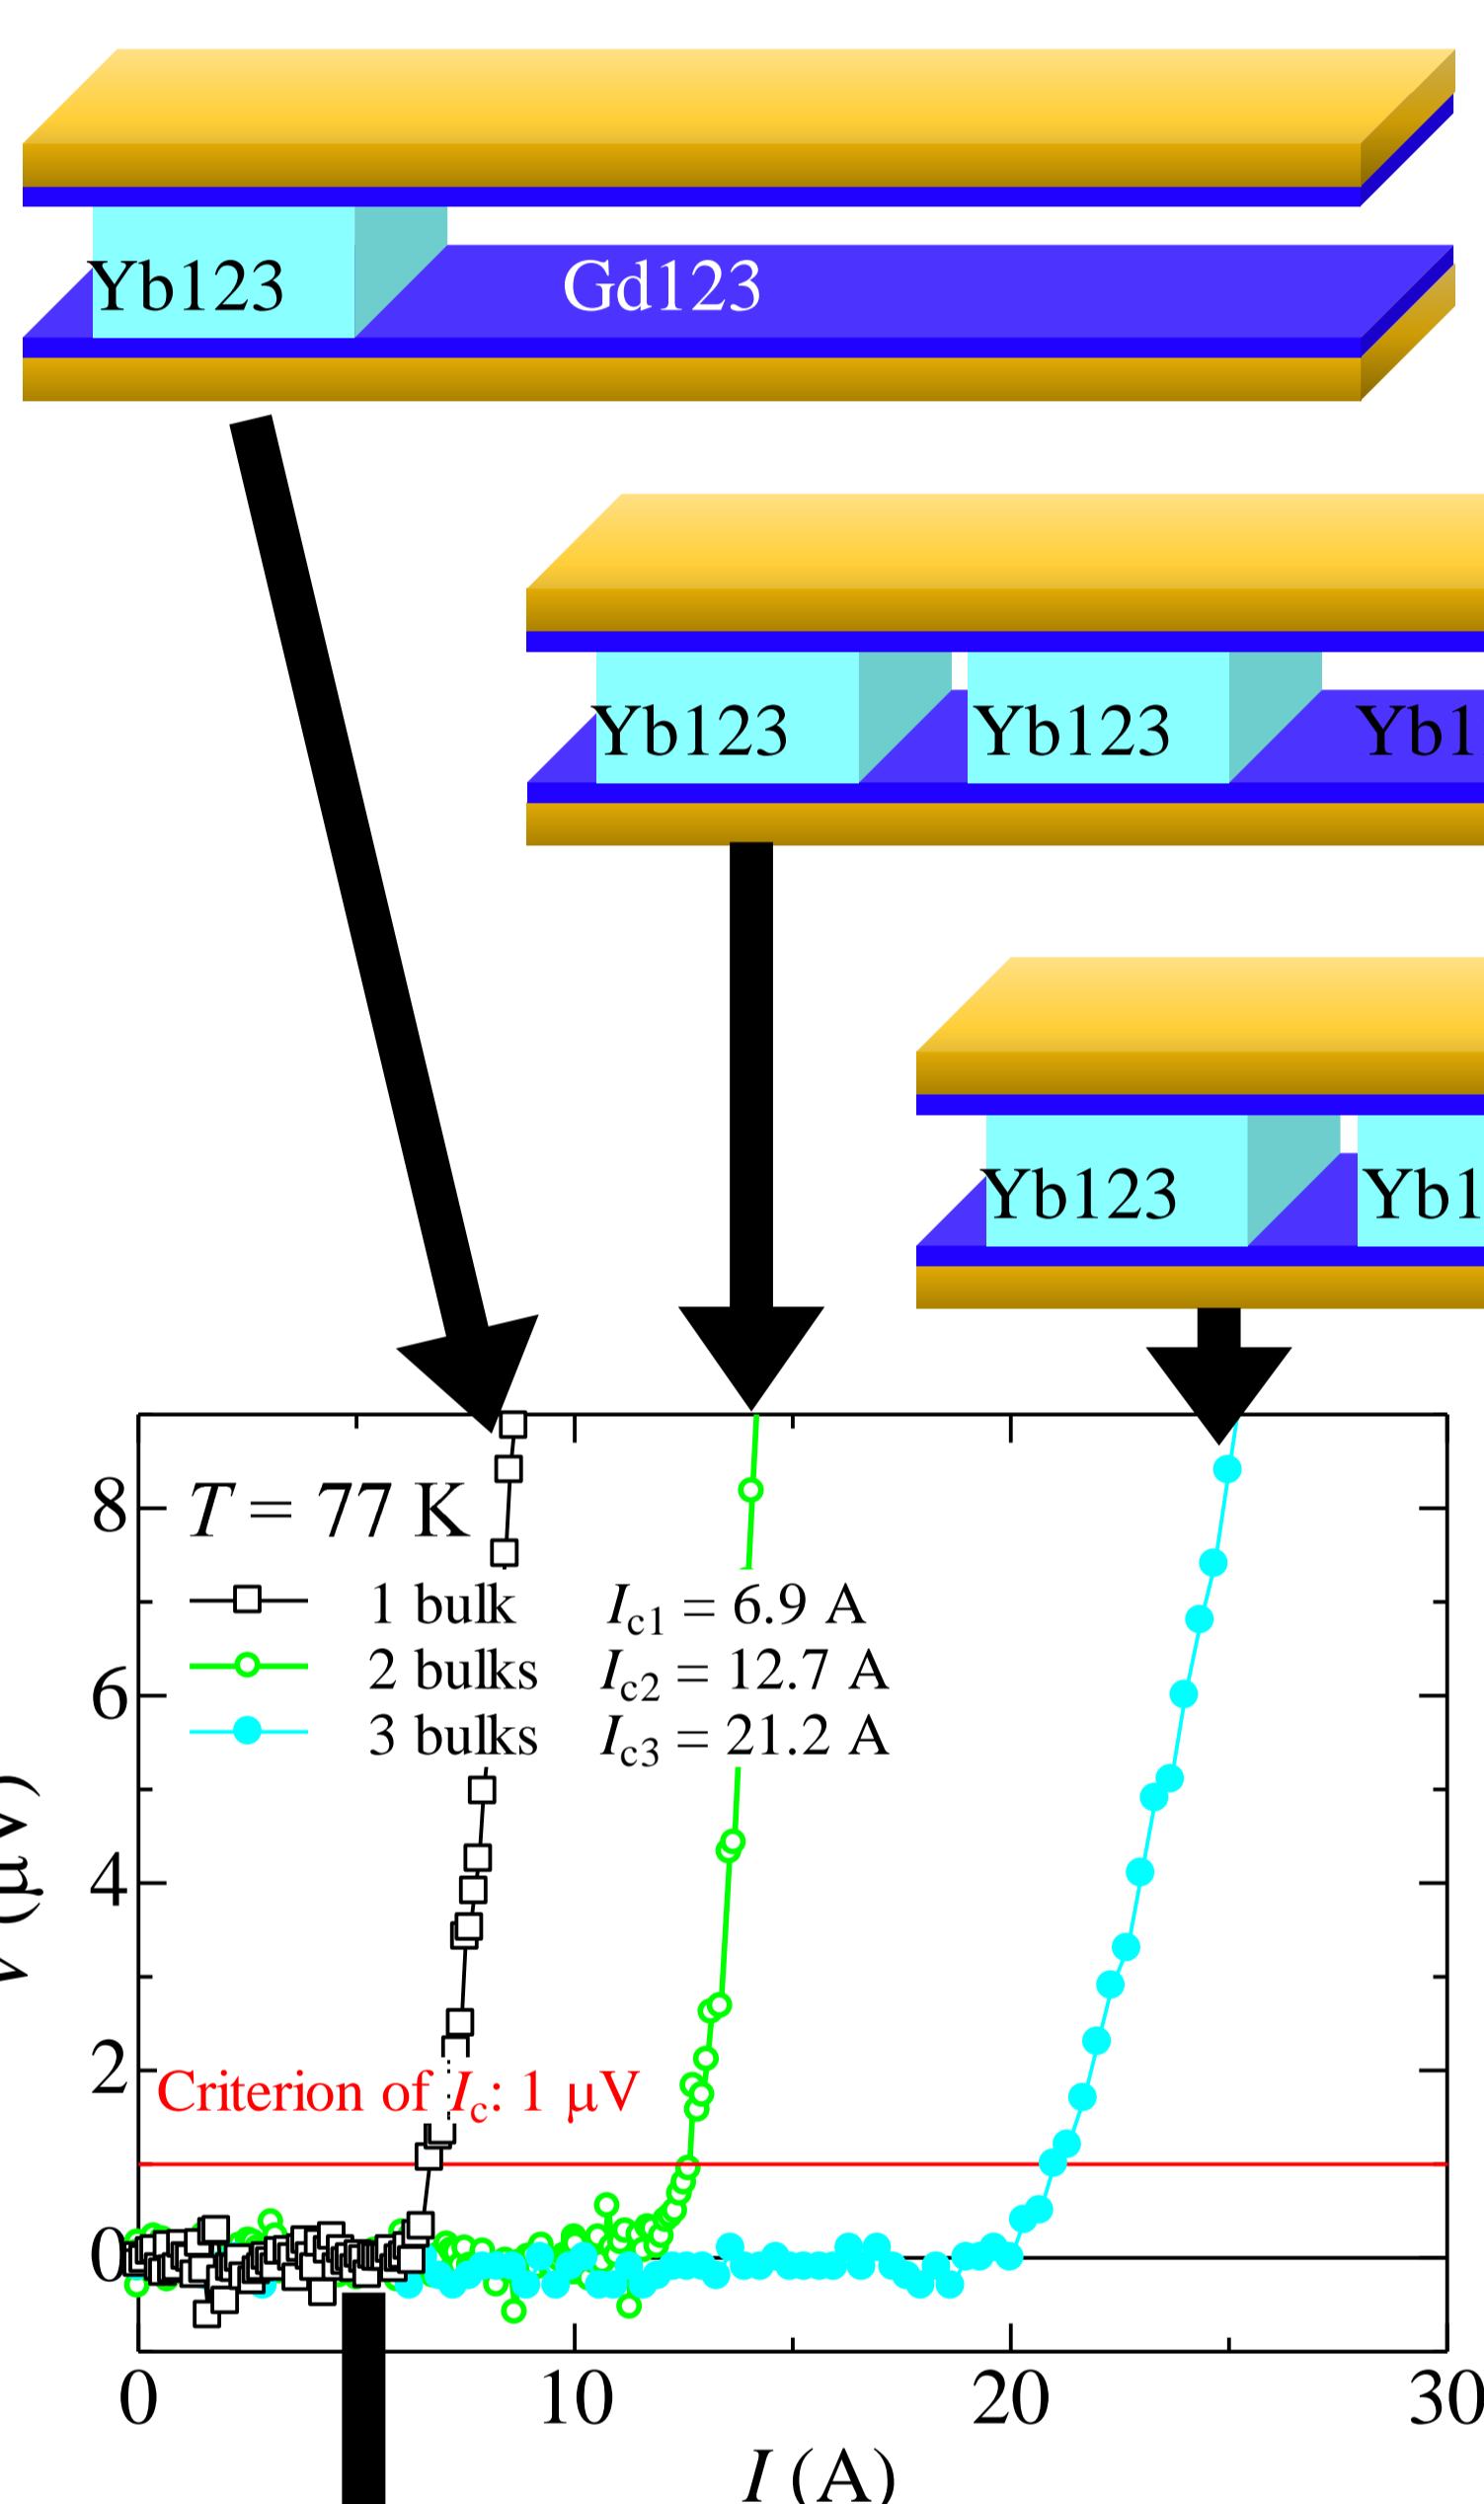 Yb123 Gd123
Yb123 Yb123 Yb1
Yb123 Yb1
8
T = 77 K
1 bulk Ic1 = 6.9 A
6
2 bulks Ic2 = 12.7 A
3 bulks Ic3 = 21.2 A
V (μV)
4
2
Criterion of Ic: 1 μV
0
0 10 20 30
I (A)